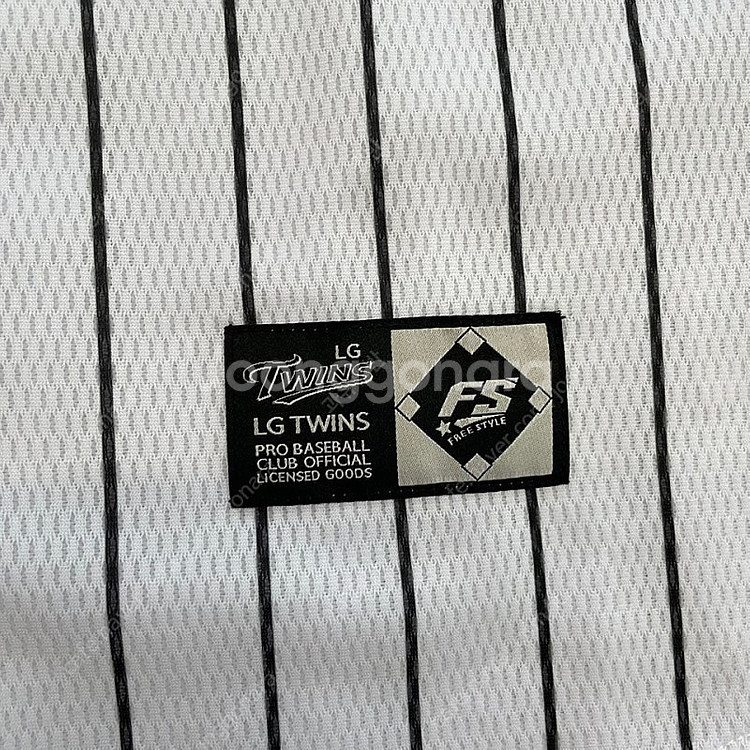 LG
TWINS
LG TWINS
PRO BASEBALL
CLUB OFFICIAL
LICENSED GOODS
FS
FREE STYLE